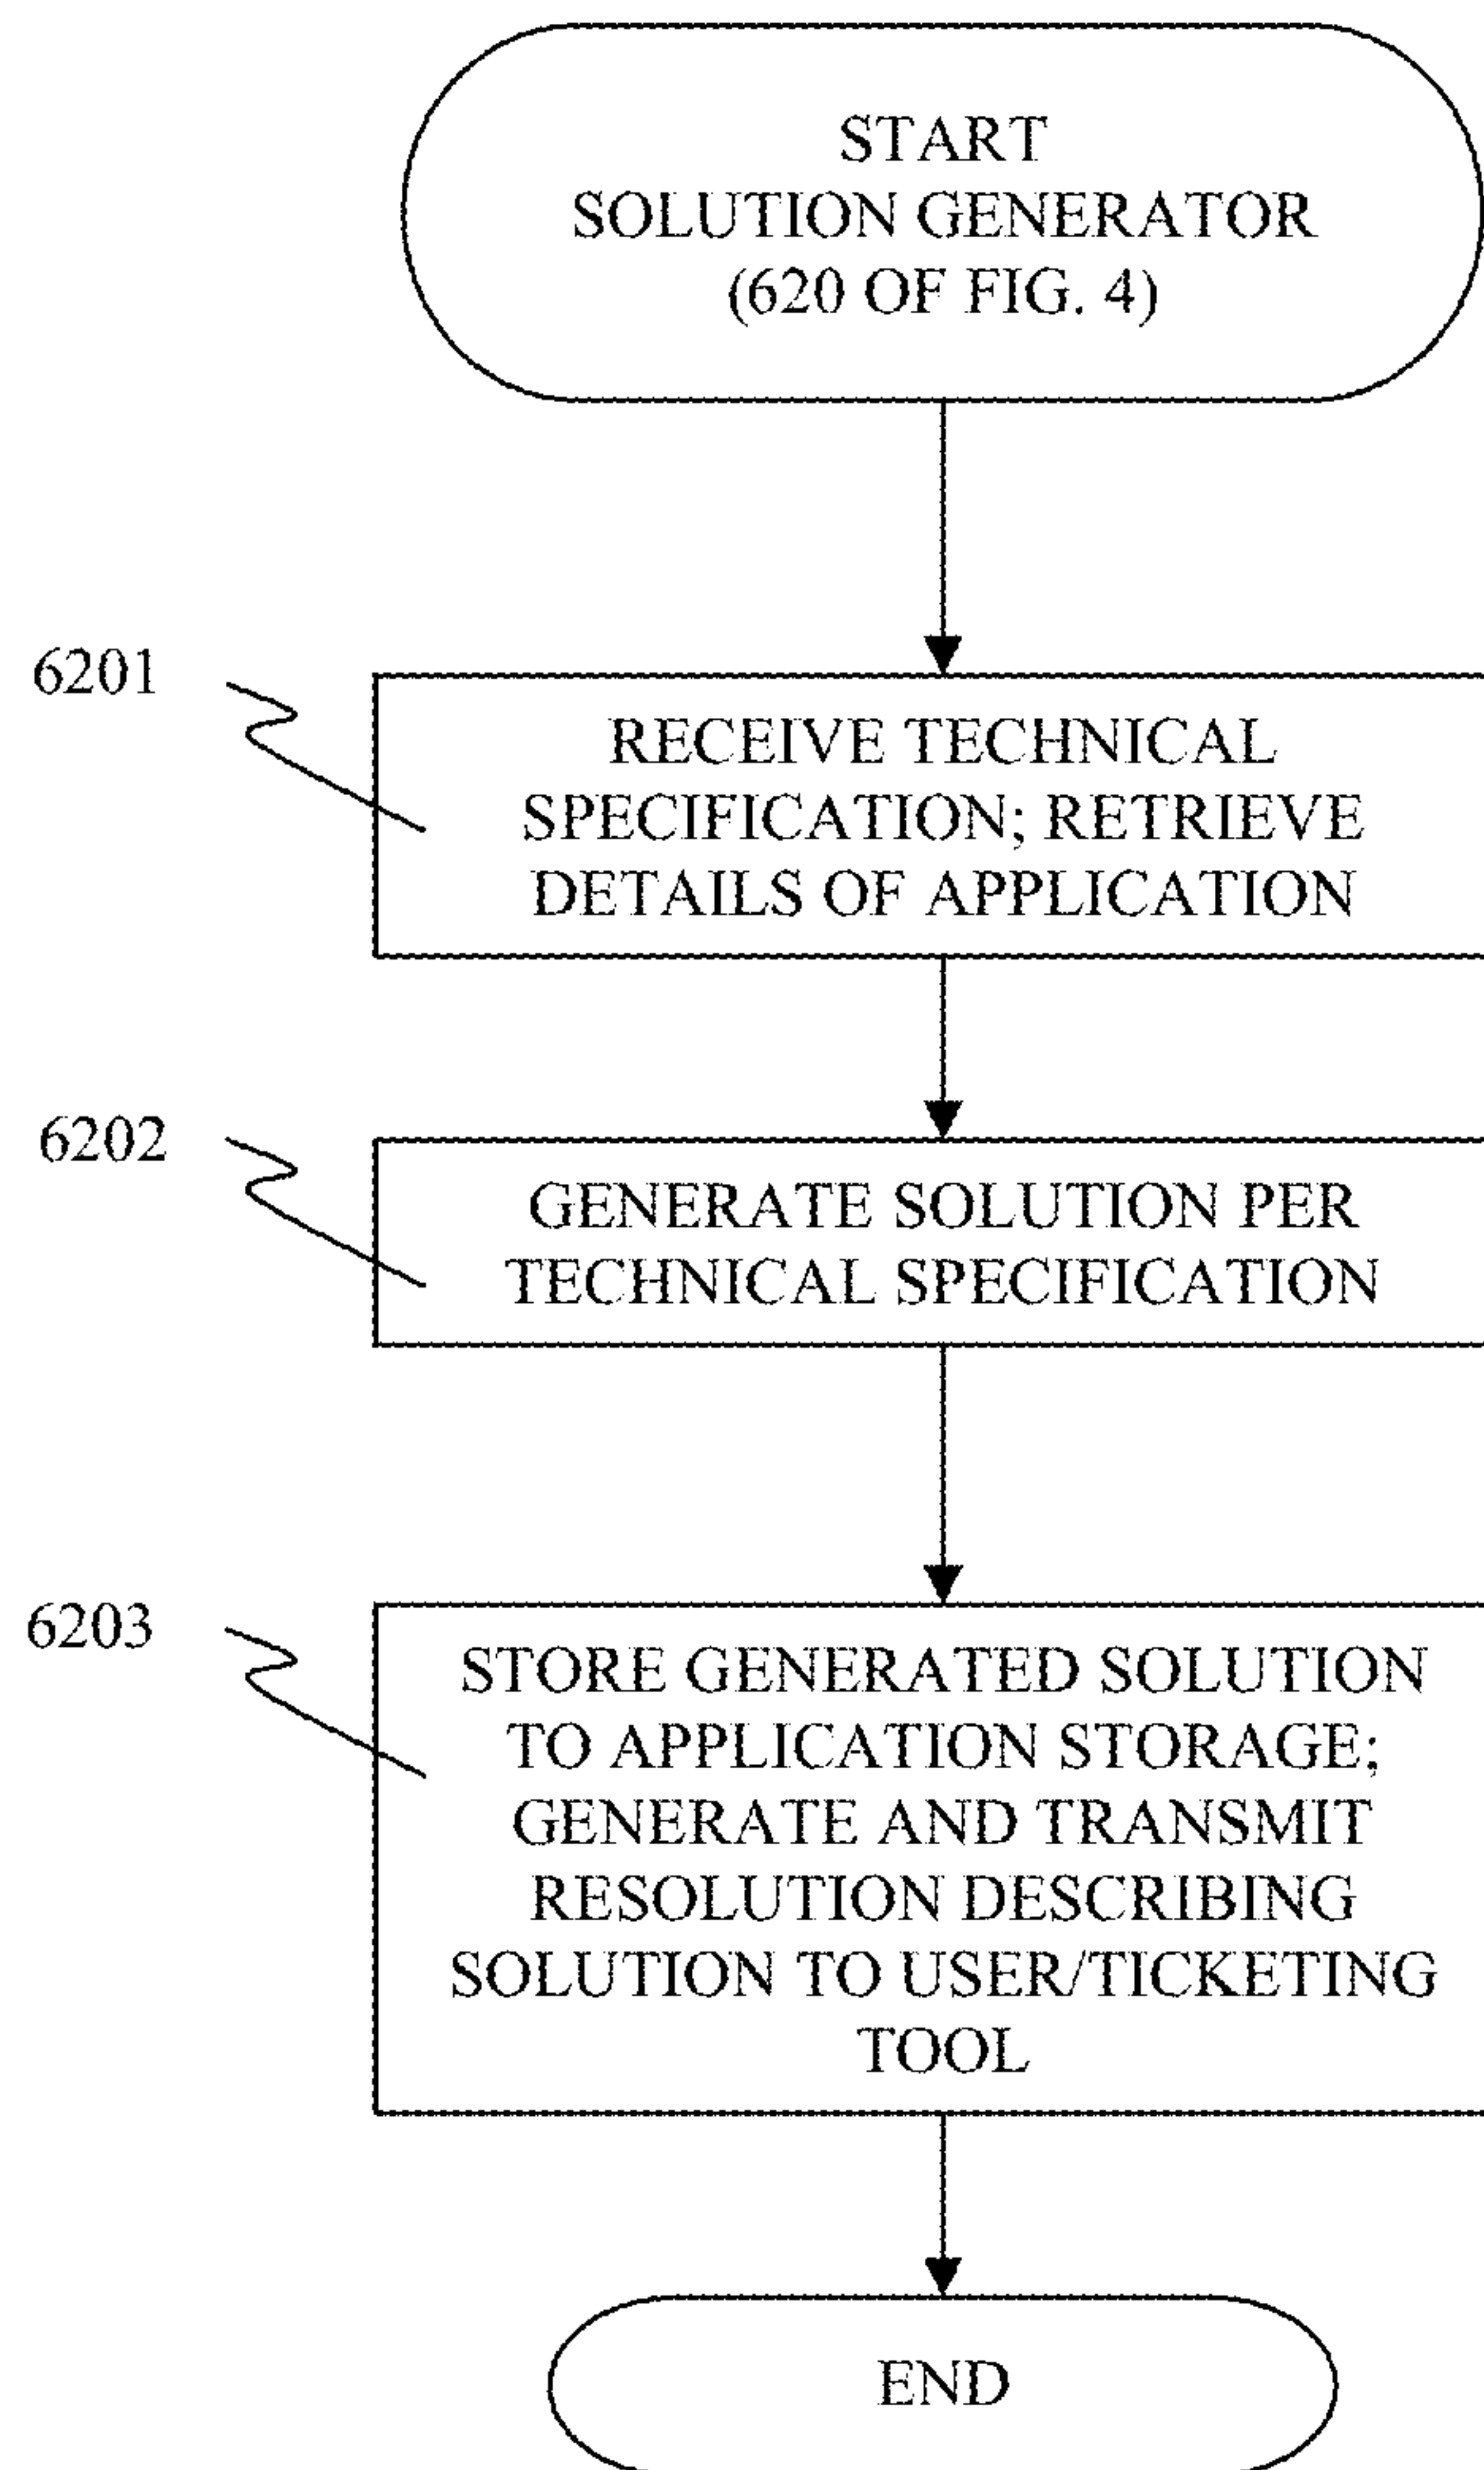 START
SOLUTION GENERATOR
(620 OF FIG. 4)
6201
RECEIVE TECHNICAL
SPECIFICATION; RETRIEVE
DETAILS OF APPLICATION
6202
GENERATE SOLUTION PER
TECHNICAL SPECIFICATION
6203
STORE GENERATED SOLUTION
TO APPLICATION STORAGE;
GENERATE AND TRANSMIT
RESOLUTION DESCRIBING
SOLUTION TO USER/TICKETING
TOOL
END